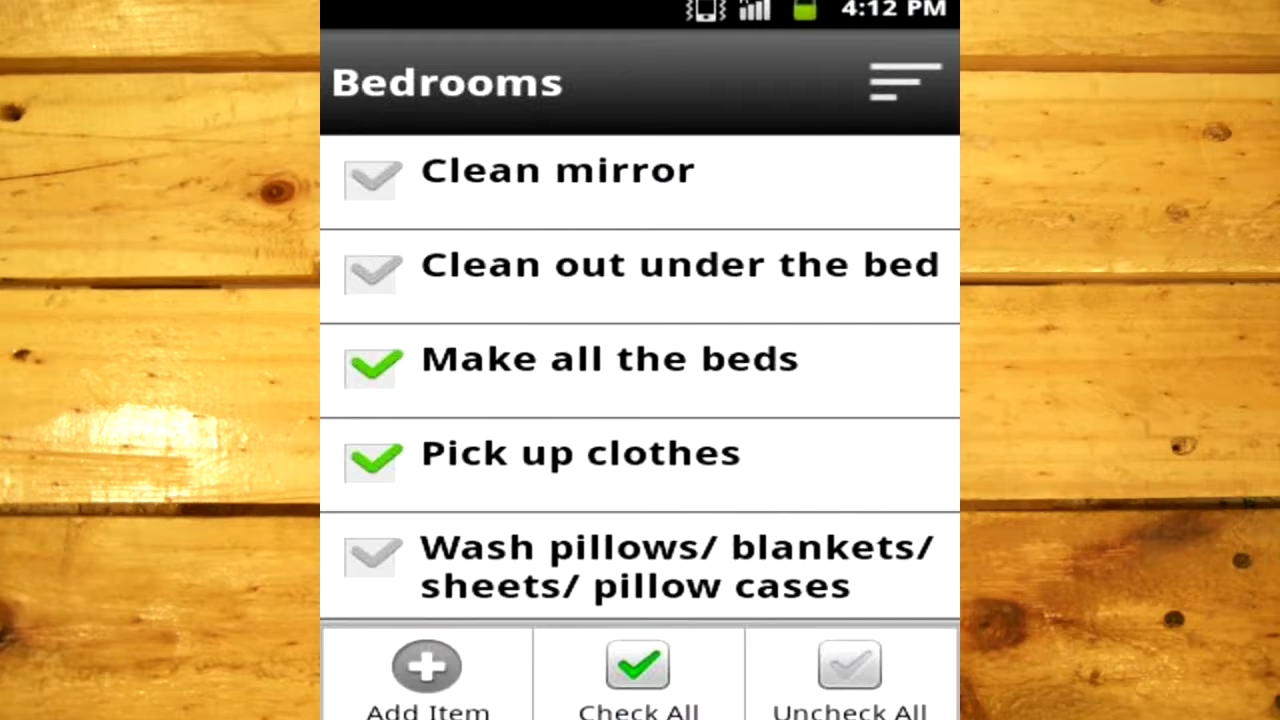 4:12 PM
Bedrooms
Clean mirror
Clean out under the bed
Make all the beds
Pick up clothes
Wash pillows/ blankets/
sheets/ pillow cases
Add Item
Check All
Uncheck All